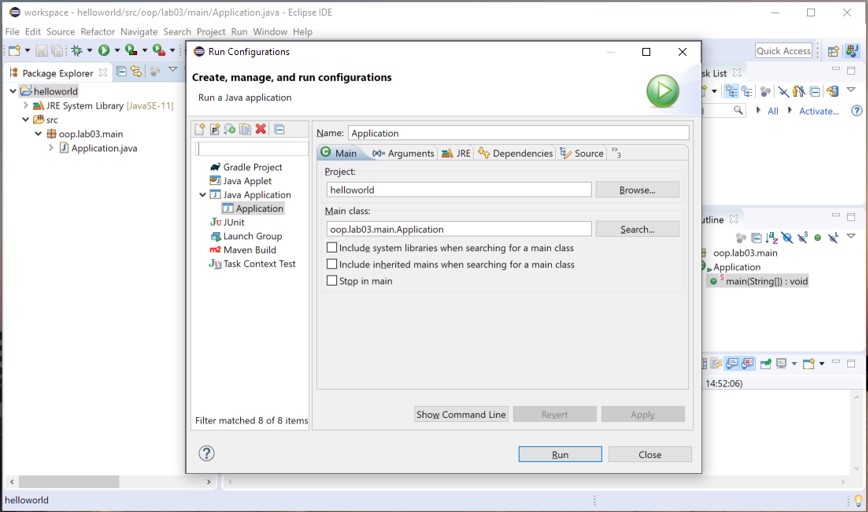 workspace - helloworld/src/oop/lab03/main/Application.java - Eclipse IDE
File Edit Source Refactor Navigate Search Project Run Window Help
Quick Access
Package Explorer
helloworld
JRE System Library [JavaSE-11]
src
oop.lab03.main
Application.java
Run Configurations
Create, manage, and run configurations
Run a Java application
Gradle Project
Java Applet
Java Application
Application
JUnit
Launch Group
Maven Build
Task Context Test
Filter matched 8 of 8 items
Name: Application
Main Arguments JRE Dependencies Source »3
Project:
helloworld
Browse...
Main class:
oop.lab03.main.Application
Search...
Include system libraries when searching for a main class
Include inherited mains when searching for a main class
Stop in main
Show Command Line Revert Apply
Run Close
sk List
All Activate...
utline
oop.lab03.main
Application
main(String[]) : void
14:52:06)
helloworld